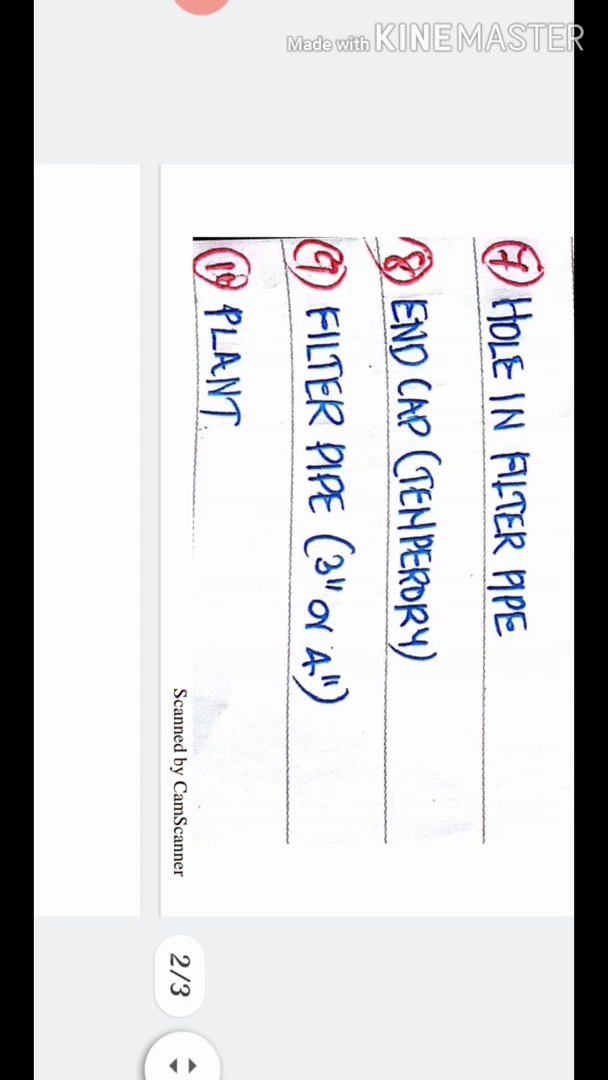 Made with KINEMASTER
7 HOLE IN FILTER PIPE
8 END CAP (TEMPERORY)
9 FILTER PIPE (3" or 4")
10 PLANT
Scanned by CamScanner
2/3